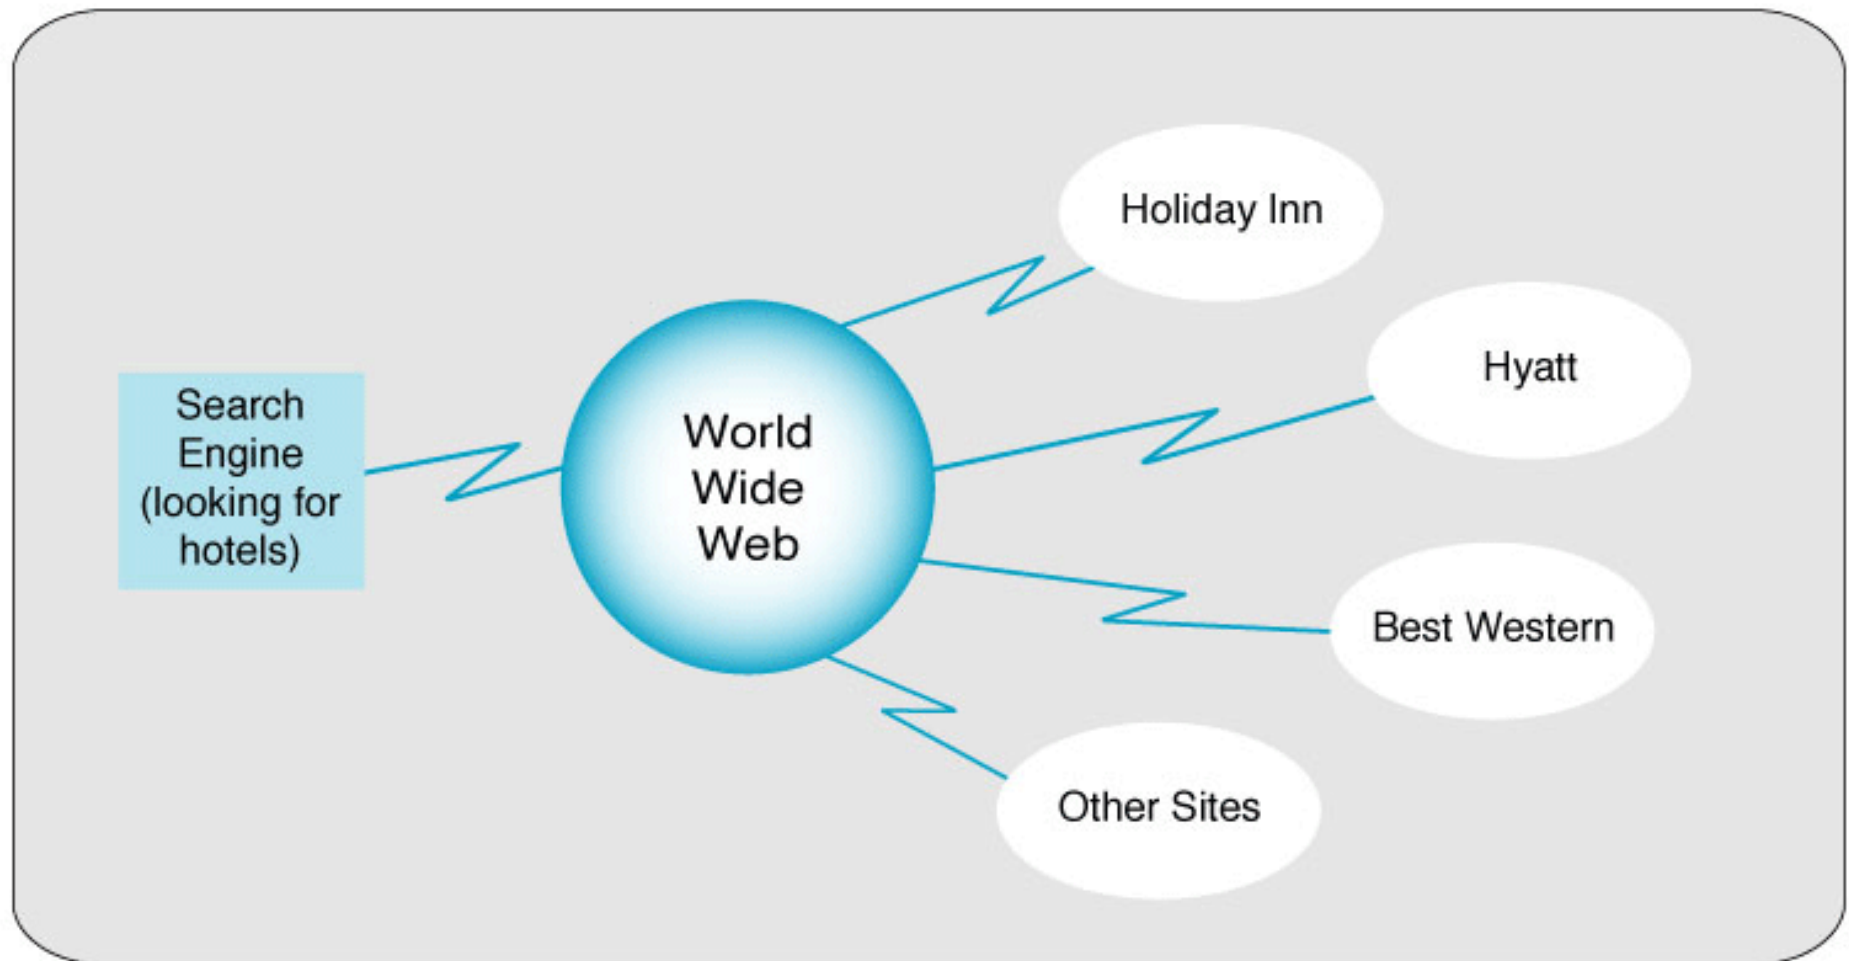 Search
Engine
(looking for
hotels)
World
Wide
Web
Holiday Inn
Hyatt
Best Western
Other Sites